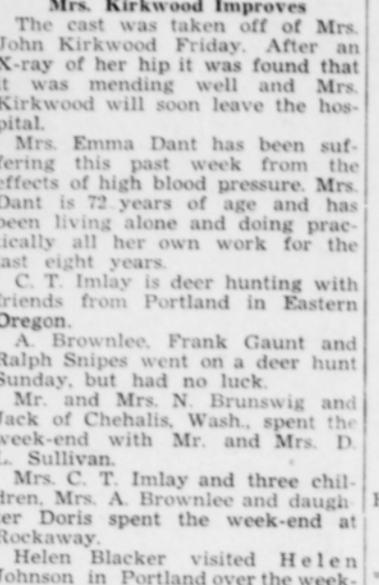 Mrs. Kirkwood Improves
The cast was taken off of Mrs.
John Kirkwood Friday. After an
X-ray of her hip it was found that
it was mending well and Mrs.
Kirkwood will soon leave the hos-
pital.
Mrs. Emma Dant has been suf-
fering this past week from the
effects of high blood pressure. Mrs.
Dant is 72 years of age and has
been living alone and doing prac-
tically all her own work for the
last eight years.
C. T. Imlay is deer hunting with
friends from Portland in Eastern
Oregon.
A. Brownlee, Frank Gaunt and
Ralph Snipes went on a deer hunt
Sunday, but had no luck.
Mr. and Mrs. N. Brunswig and
Jack of Chehalis, Wash., spent the
week-end with Mr. and Mrs. D.
L. Sullivan.
Mrs. C. T. Imlay and three chil-
dren, Mrs. A. Brownlee and daugh-
ter Doris spent the week-end at
Rockaway.
Helen Blacker visited Helen
Johnson in Portland over the week-